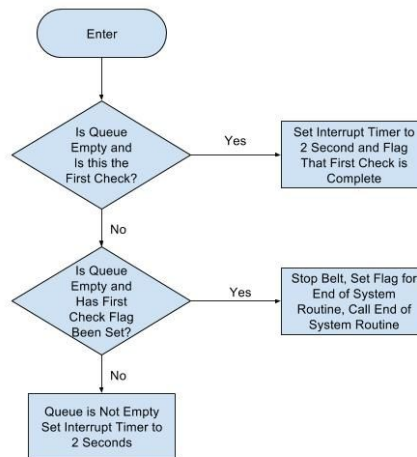 Enter
Is Queue
Empty and
Is this the
First Check?
Yes
Set Interrupt Timer to
2 Second and Flag
That First Check is
Complete
No
Is Queue
Empty and
Has First
Check Flag
Been Set?
Yes
Stop Belt, Set Flag for
End of System
Routine, Call End of
System Routine
No
Queue is Not Empty
Set Interrupt Timer to
2 Seconds